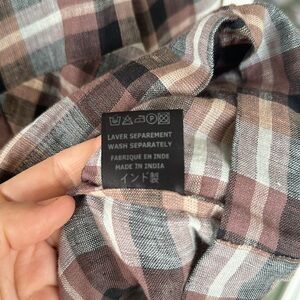 LAVER SEPAREMENT
WASH SEPARATELY
FABRIQUE EN INDE
MADE IN INDIA
インド製